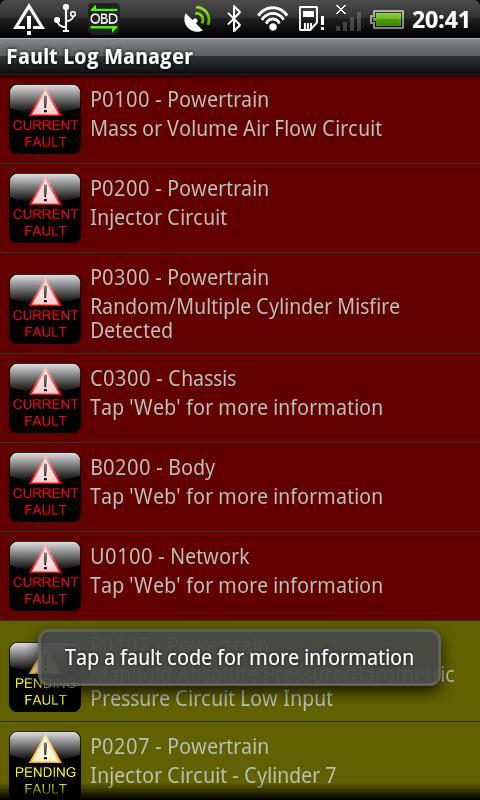 OBD
20:41
Fault Log Manager
CURRENT
FAULT
P0100 - Powertrain
Mass or Volume Air Flow Circuit
CURRENT
FAULT
P0200 - Powertrain
Injector Circuit
CURRENT
FAULT
P0300 - Powertrain
Random/Multiple Cylinder Misfire
Detected
CURRENT
FAULT
C0300 - Chassis
Tap 'Web' for more information
CURRENT
FAULT
B0200 - Body
Tap 'Web' for more information
CURRENT
FAULT
U0100 - Network
Tap 'Web' for more information
PENDING
FAULT
P0107 - Powertrain
Tap a fault code for more information
Pressure Circuit Low Input
PENDING
FAULT
P0207 - Powertrain
Injector Circuit - Cylinder 7